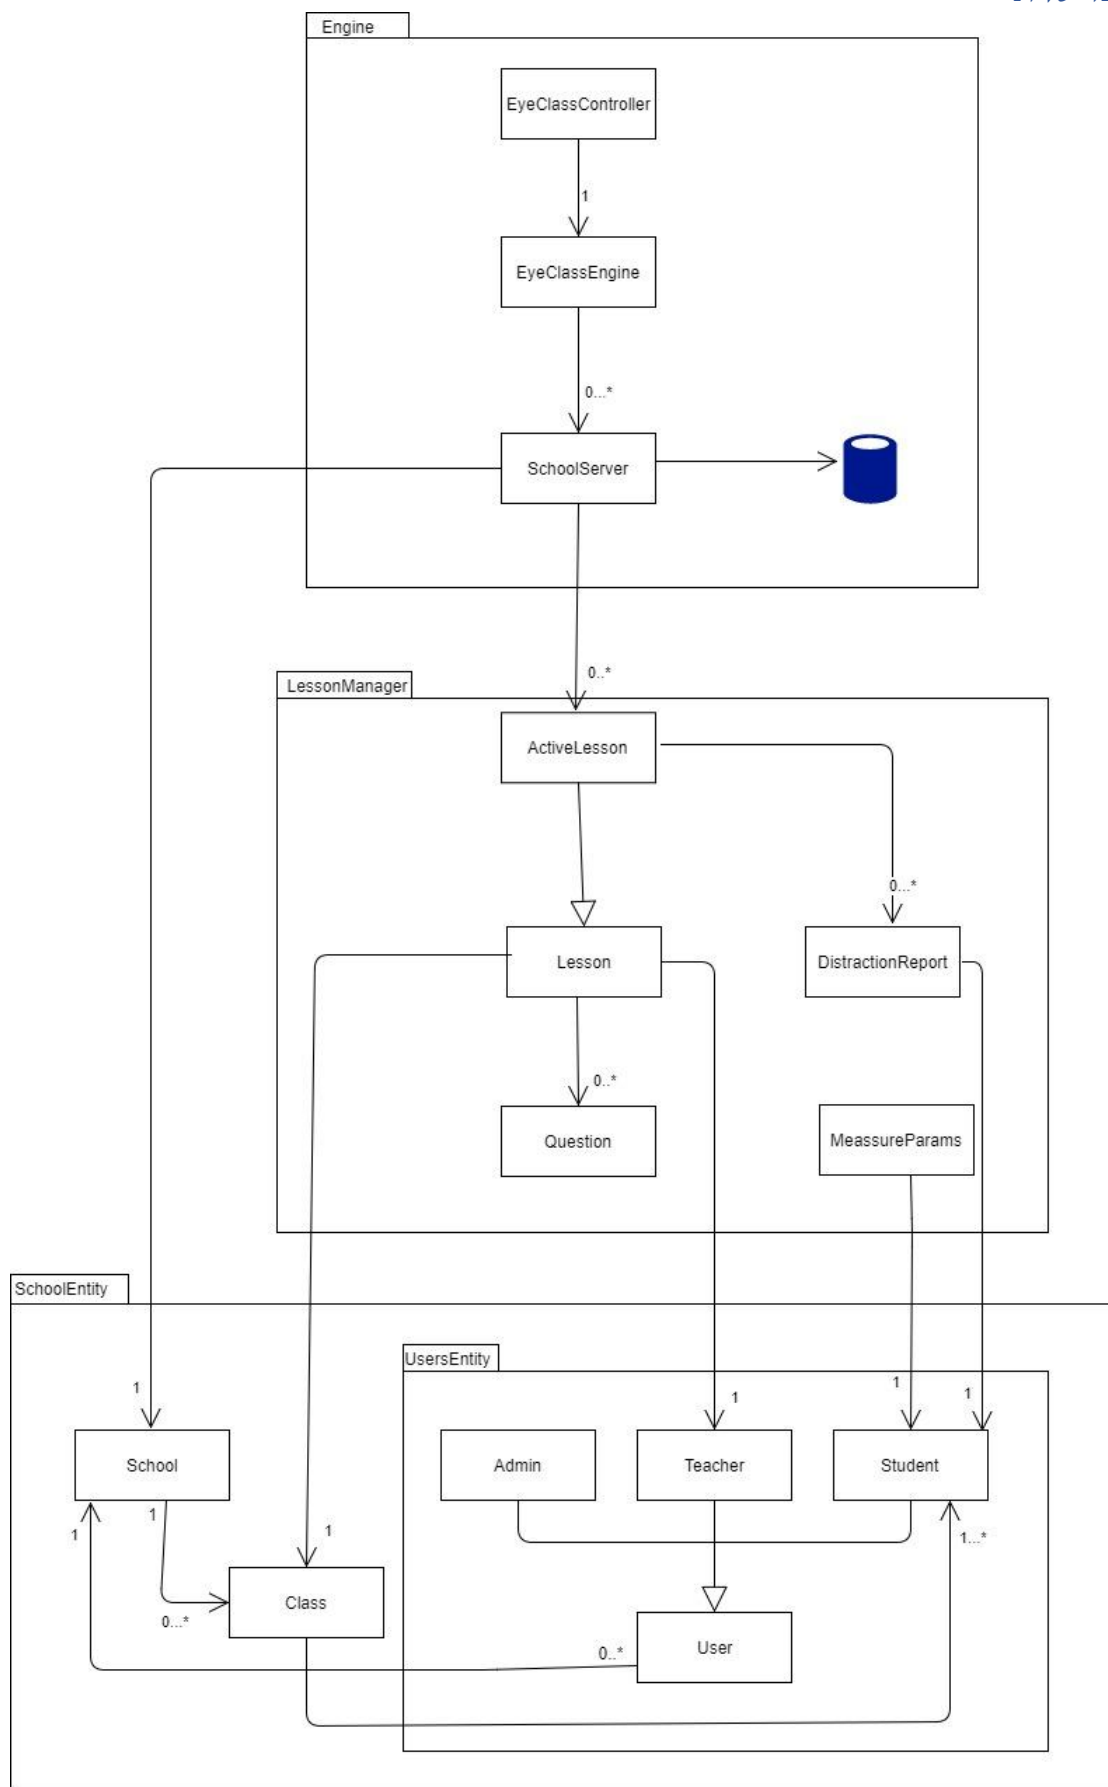 Engine
EyeClassController
1
EyeClassEngine
0...*
SchoolServer
0..*
LessonManager
ActiveLesson
0...*
Lesson
DistractionReport
0..*
Question
MeassureParams
SchoolEntity
UsersEntity
1
1
1
1
School
Admin
Teacher
Student
1
1
1
1...*
Class
0...*
0..*
User